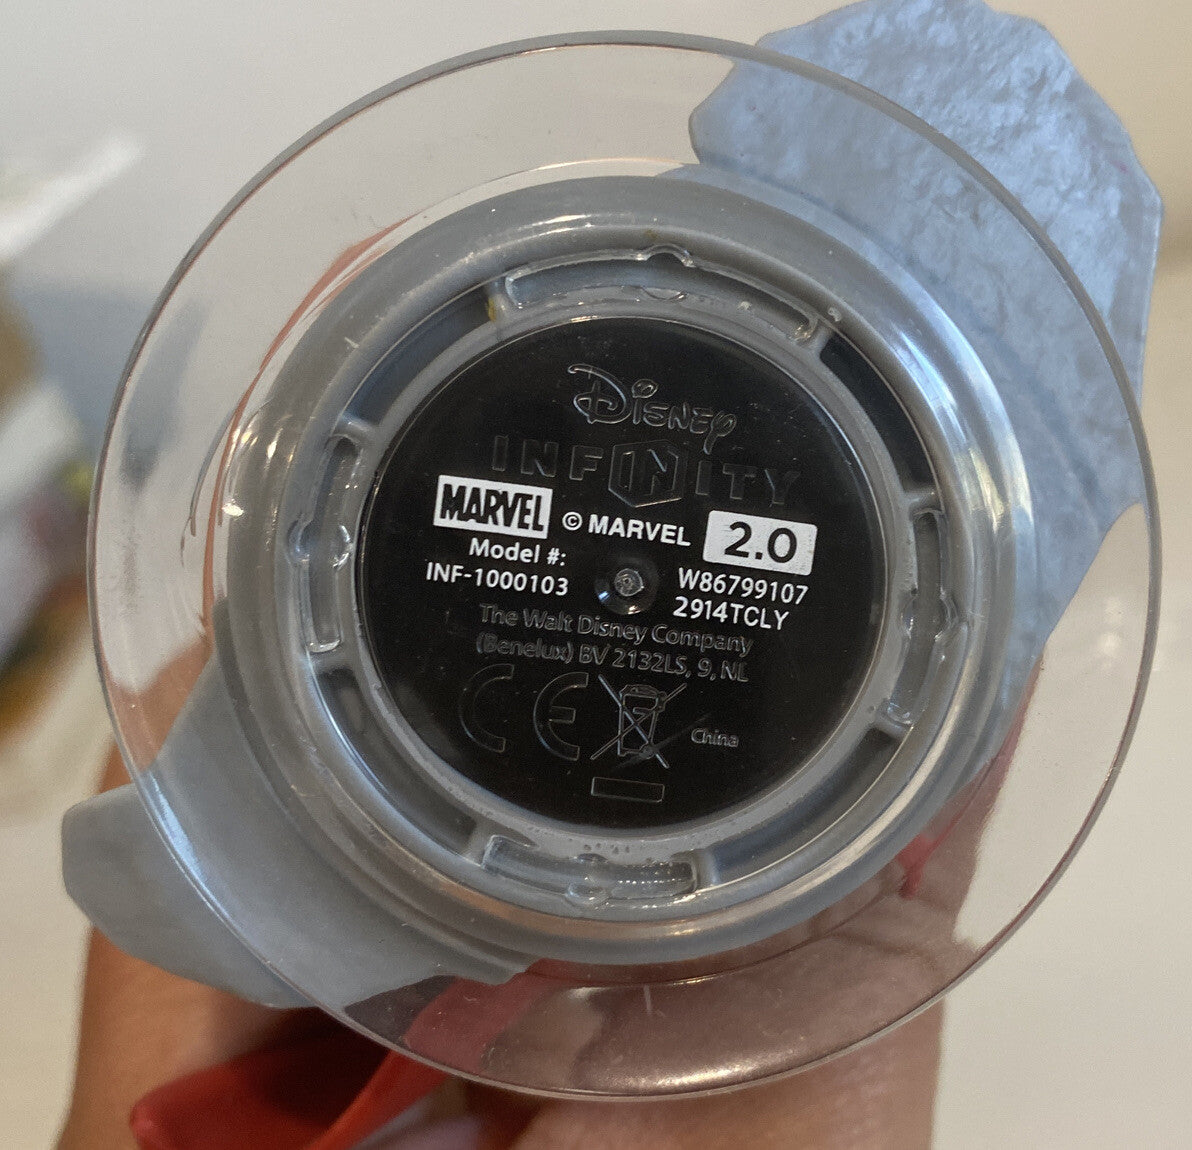 Disney
INFINITY
MARVEL © MARVEL 2.0
Model #:
INF-1000103
W86799107
2914TCLY
The Walt Disney Company
(Benelux) BV 2132LS, 9, NL
CE
China